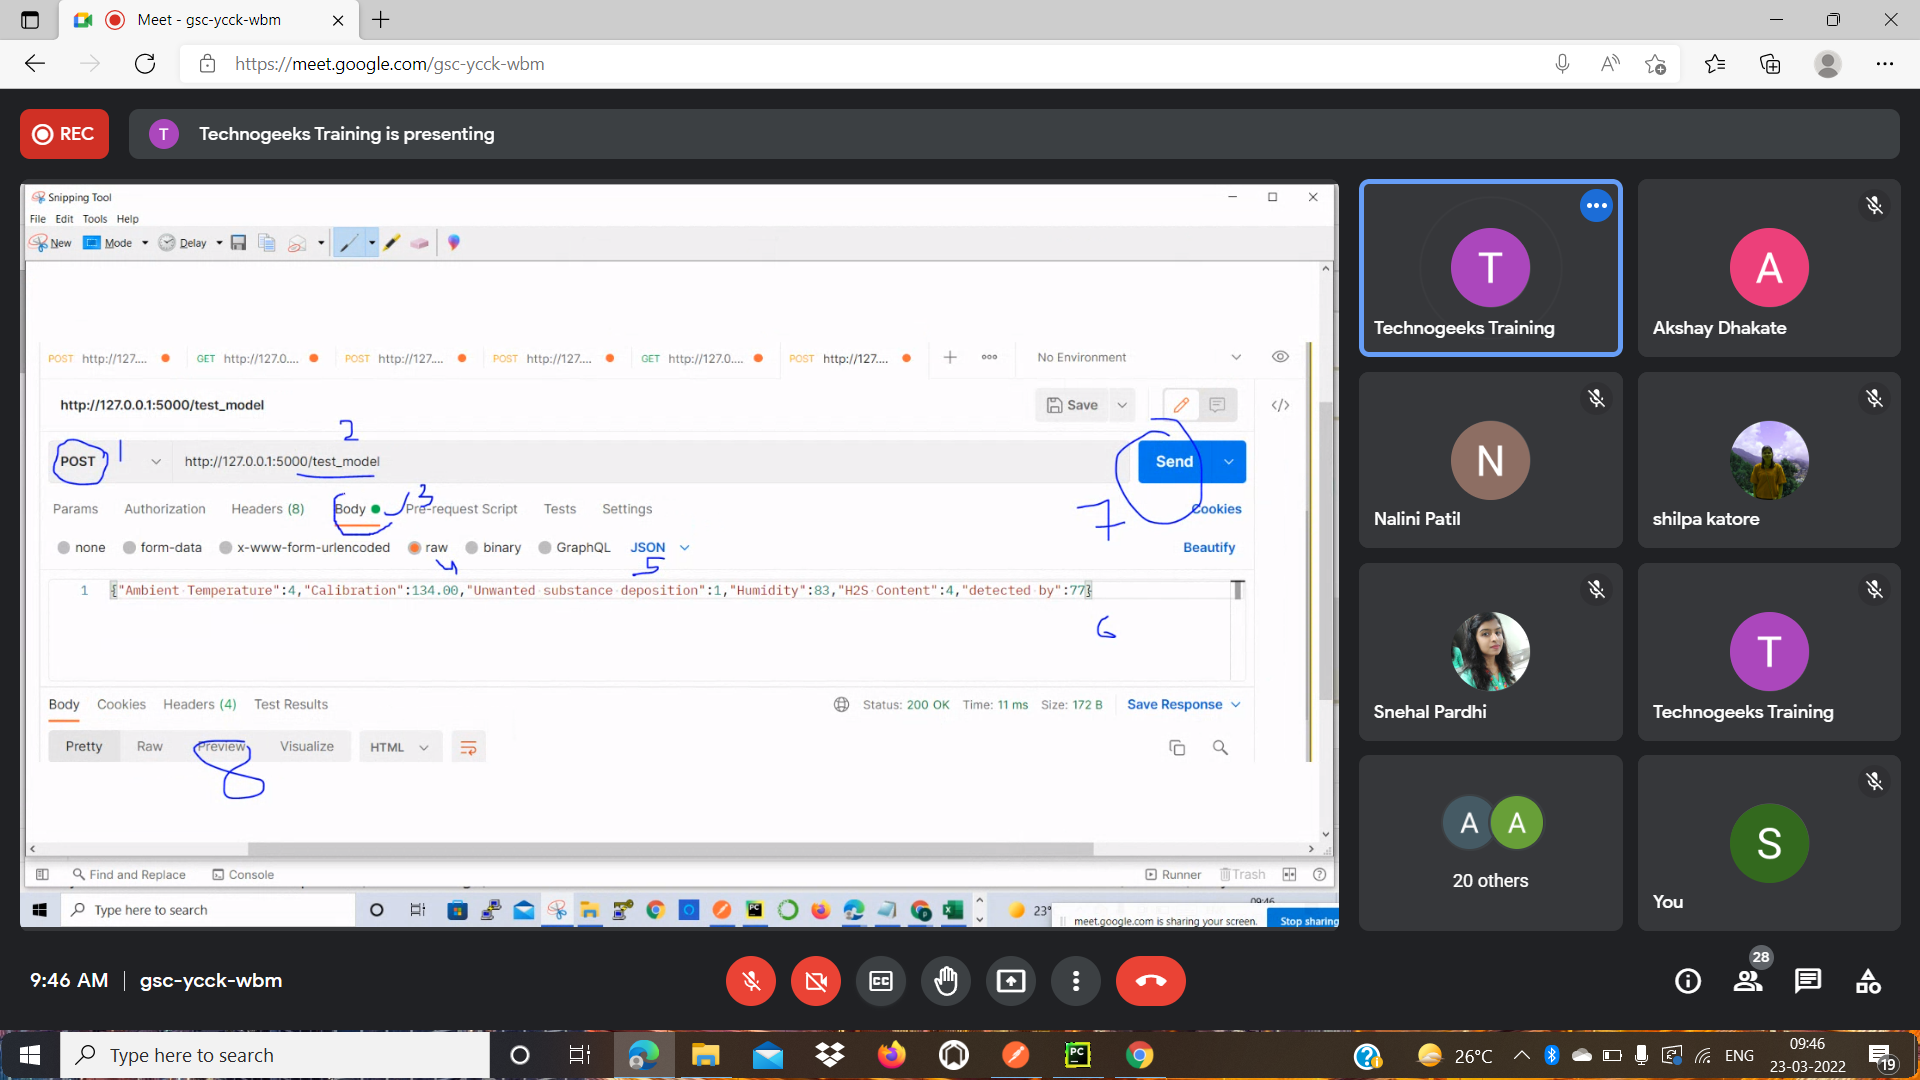 Meet - gsc-ycck-wbm
https://meet.google.com/gsc-ycck-wbm
REC
T
Technogeeks Training is presenting
Snipping Tool
File Edit Tools Help
New Mode Delay
POST http://127.... GET http://127.0.... POST http://127.... POST http://127.... GET http://127.0.... POST http://127.... No Environment
http://127.0.0.1:5000/test_model
Save
2
POST 1 http://127.0.0.1:5000/test_model
Send
Params Authorization Headers (8) Body 3 Pre-request Script Tests Settings
7 Cookies
none form-data x-www-form-urlencoded raw binary GraphQL JSON
Beautify
4 5
1 {"Ambient Temperature":4,"Calibration":134.00,"Unwanted substance deposition":1,"Humidity":83,"H2S Content":4,"detected by":77}
6
Body Cookies Headers (4) Test Results
Status: 200 OK Time: 11 ms Size: 172 B Save Response
Pretty Raw Preview Visualize HTML
8
Find and Replace Console
Runner Trash
Type here to search
23°
09:46
meet.google.com is sharing your screen. Stop sharing
T
Technogeeks Training
A
Akshay Dhakate
N
Nalini Patil
shilpa katore
Snehal Pardhi
T
Technogeeks Training
A A
20 others
S
You
9:46 AM gsc-ycck-wbm
28
Type here to search
PC
26°C
ENG
09:46
23-03-2022
19